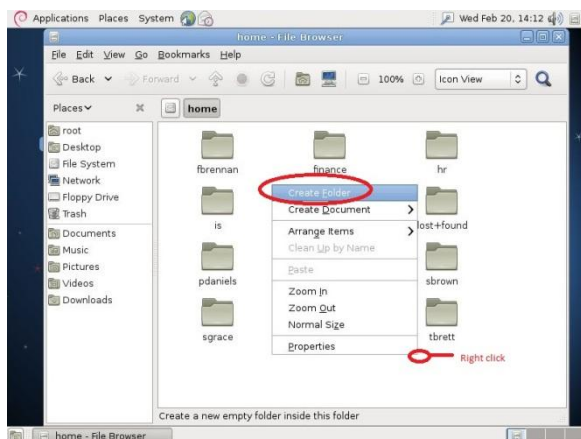 Applications Places System Wed Feb 20, 14:12
home - File Browser
File Edit View Go Bookmarks Help
Back Forward 100% Icon View
Places home
root
Desktop
File System
Network
Floppy Drive
Trash
Documents
Music
Pictures
Videos
Downloads
fbrennan finance hr
is lost+found
pdaniels sbrown
sgrace tbrett
Create Folder
Create Document
Arrange Items
Clean Up by Name
Paste
Zoom In
Zoom Out
Normal Size
Properties
Right click
Create a new empty folder inside this folder
home - File Browser